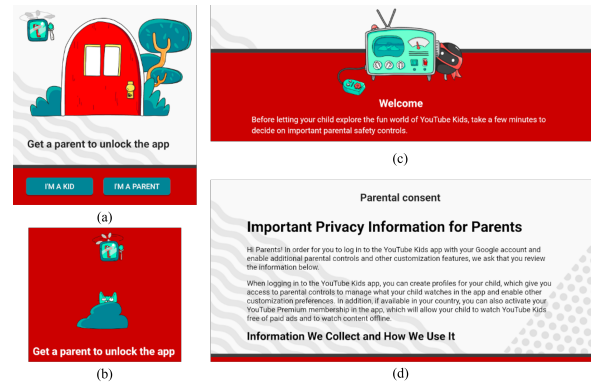 Get a parent to unlock the app
I'M A KID
I'M A PARENT
(a)
Get a parent to unlock the app
(b)
Welcome
Before letting your child explore the fun world of YouTube Kids, take a few minutes to
decide on important parental safety controls.
(c)
Parental consent
Important Privacy Information for Parents
Hi Parents! In order for you to log in to the YouTube Kids app with your Google account and
enable additional parental controls and other customization features, we ask that you review
the information below.
When logging in to the YouTube Kids app, you can create profiles for your child, which give you
access to parental controls to manage what your child watches in the app and enable other
customization preferences. In addition, if available in your country, you can also activate your
YouTube Premium membership in the app, which will allow your child to watch YouTube Kids
free of paid ads and to watch content offline.
Information We Collect and How We Use It
(d)